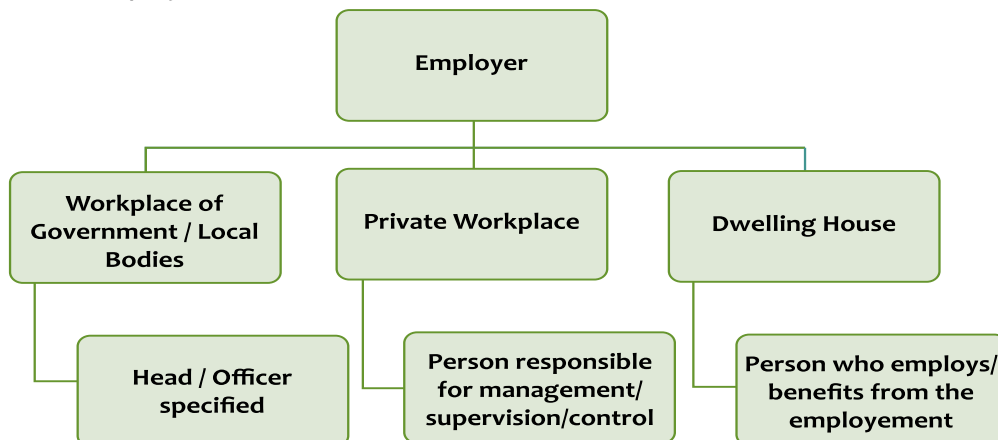 Employer
Workplace of
Government / Local
Bodies
Private Workplace
Dwelling House
Head / Officer
specified
Person responsible
for management/
supervision/control
Person who employs/
benefits from the
employement